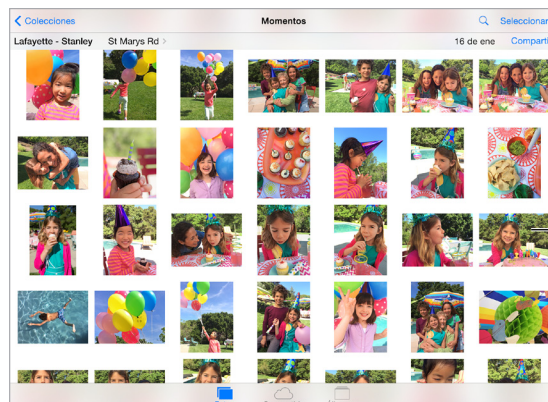 Colecciones Momentos Seleccionar
Lafayette - Stanley St Marys Rd 16 de ene Comparti